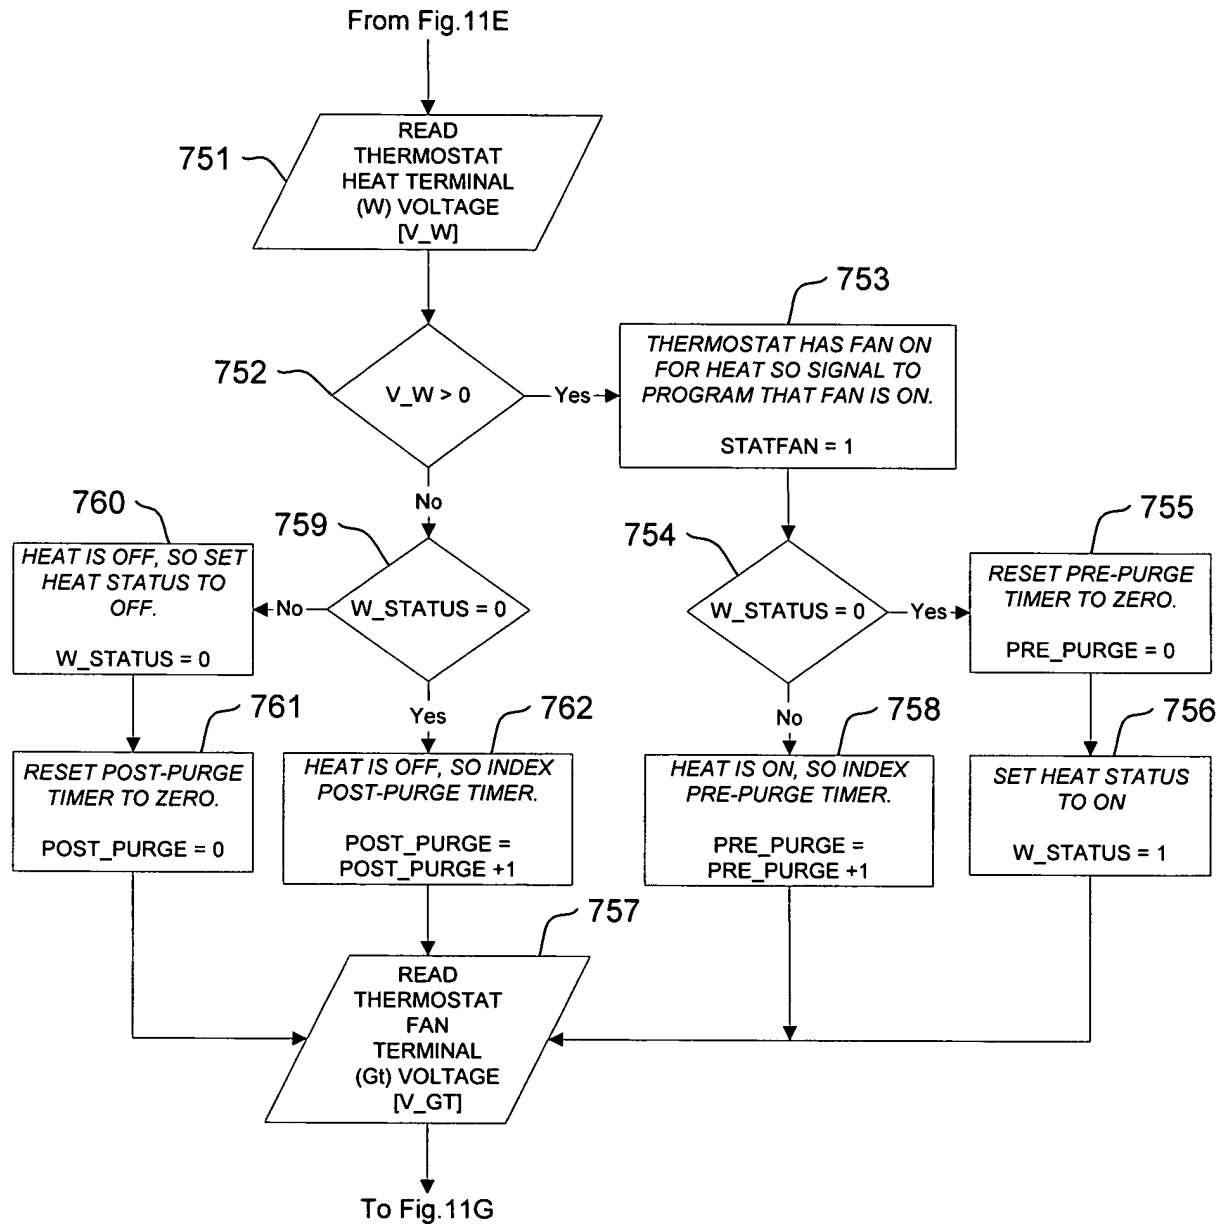 From Fig.11E
751
READ
THERMOSTAT
HEAT TERMINAL
(W) VOLTAGE
[V_W]
752
V_W > 0
Yes
753
THERMOSTAT HAS FAN ON
FOR HEAT SO SIGNAL TO
PROGRAM THAT FAN IS ON.
STATFAN = 1
No
760
HEAT IS OFF, SO SET
HEAT STATUS TO
OFF.
W_STATUS = 0
No
759
W_STATUS = 0
754
W_STATUS = 0
Yes
755
RESET PRE-PURGE
TIMER TO ZERO.
PRE_PURGE = 0
Yes
No
761
RESET POST-PURGE
TIMER TO ZERO.
POST_PURGE = 0
762
HEAT IS OFF, SO INDEX
POST-PURGE TIMER.
POST_PURGE =
POST_PURGE +1
758
HEAT IS ON, SO INDEX
PRE-PURGE TIMER.
PRE_PURGE =
PRE_PURGE +1
756
SET HEAT STATUS
TO ON
W_STATUS = 1
757
READ
THERMOSTAT
FAN
TERMINAL
(Gt) VOLTAGE
[V_GT]
To Fig.11G